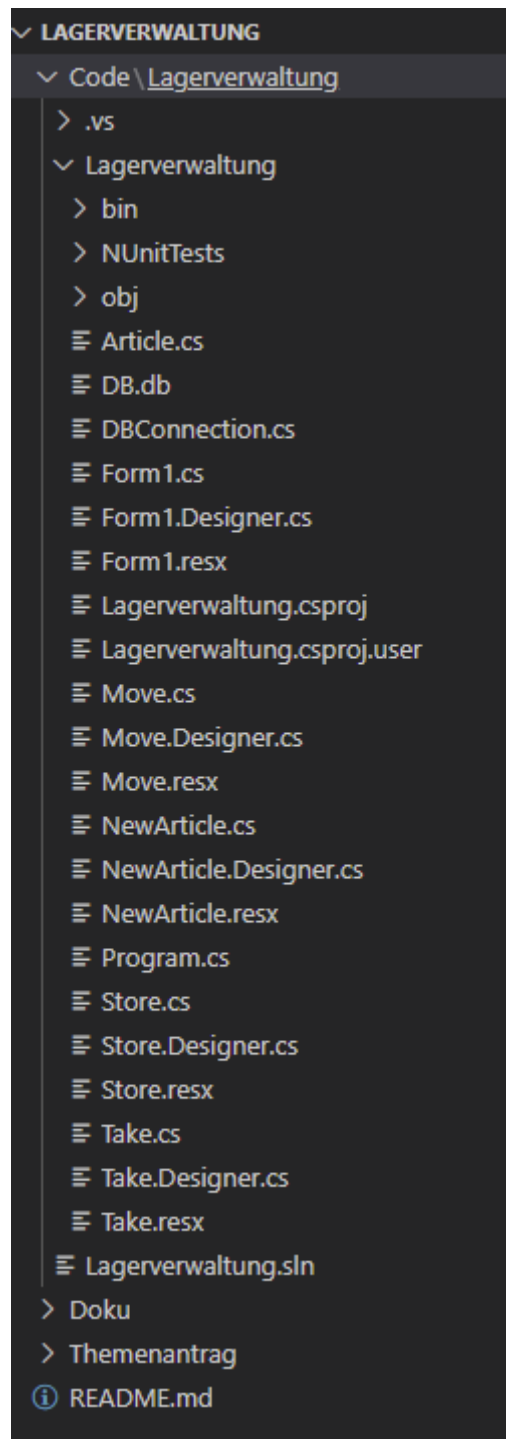 LAGERVERWALTUNG
Code\Lagerverwaltung
.vs
Lagerverwaltung
bin
NUnitTests
obj
Article.cs
DB.db
DBConnection.cs
Form1.cs
Form1.Designer.cs
Form1.resx
Lagerverwaltung.csproj
Lagerverwaltung.csproj.user
Move.cs
Move.Designer.cs
Move.resx
NewArticle.cs
NewArticle.Designer.cs
NewArticle.resx
Program.cs
Store.cs
Store.Designer.cs
Store.resx
Take.cs
Take.Designer.cs
Take.resx
Lagerverwaltung.sln
Doku
Themenantrag
README.md